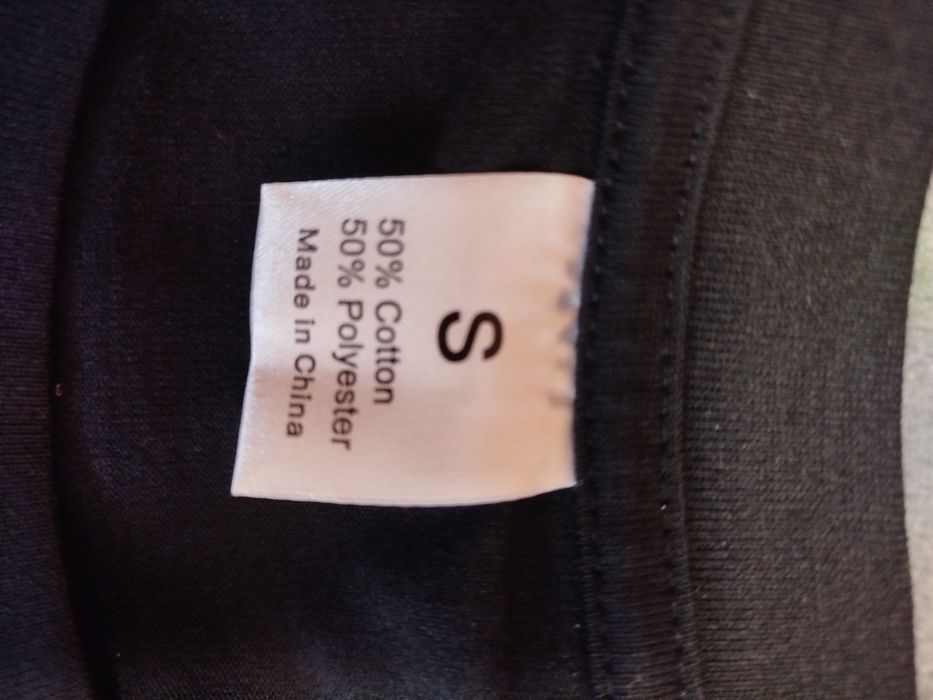 S
50% Cotton
50% Polyester
Made in China